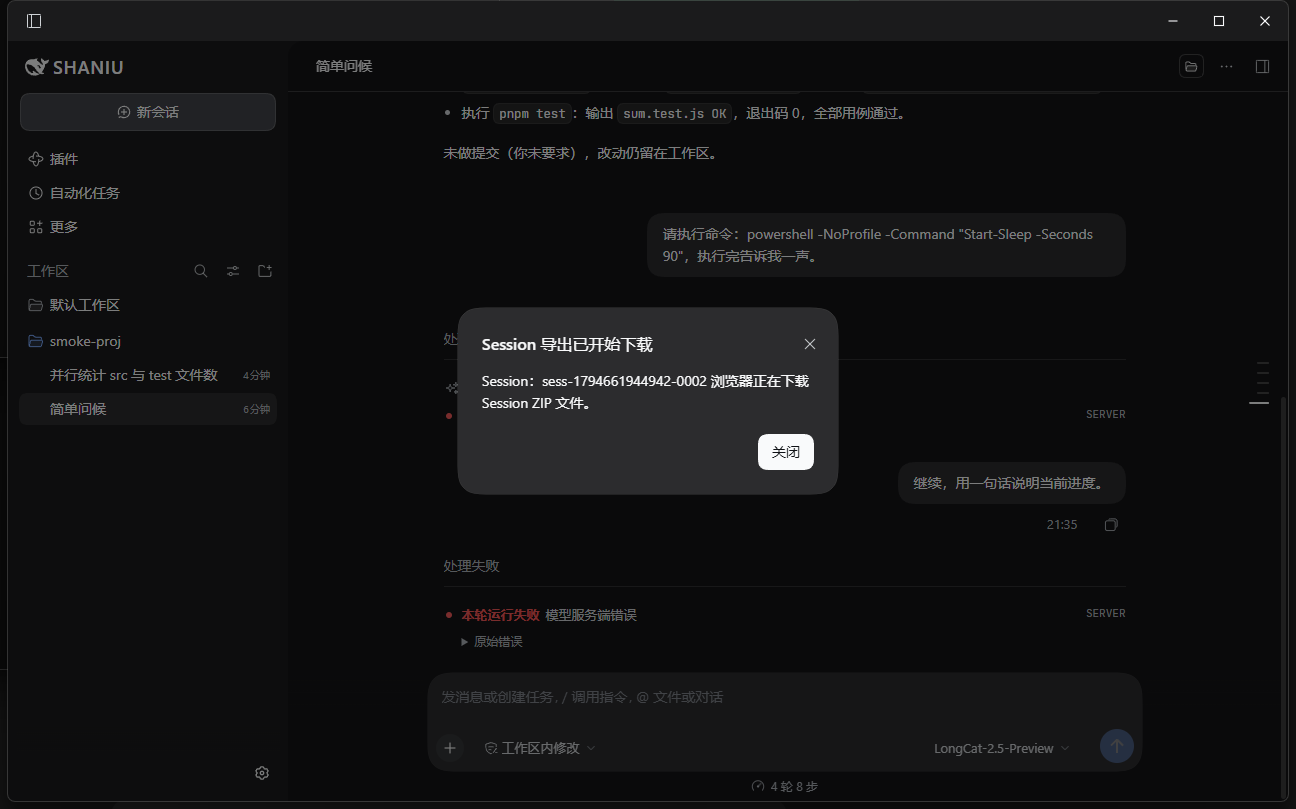 SHANIU
新会话
插件
自动化任务
更多
工作区
默认工作区
smoke-proj
并行统计 src 与 test 文件数 4分钟
简单问候 6分钟
简单问候
执行 pnpm test：输出 sum.test.js OK，退出码 0，全部用例通过。
未做提交（你未要求），改动仍留在工作区。
请执行命令：powershell -NoProfile -Command "Start-Sleep -Seconds
90"，执行完告诉我一声。
处
SERVER
Session 导出已开始下载
Session：sess-1794661944942-0002 浏览器正在下载
Session ZIP 文件。
关闭
继续，用一句话说明当前进度。
21:35
处理失败
本轮运行失败 模型服务端错误 SERVER
原始错误
发消息或创建任务, / 调用指令, @ 文件或对话
工作区内修改
LongCat-2.5-Preview
4 轮 8 步